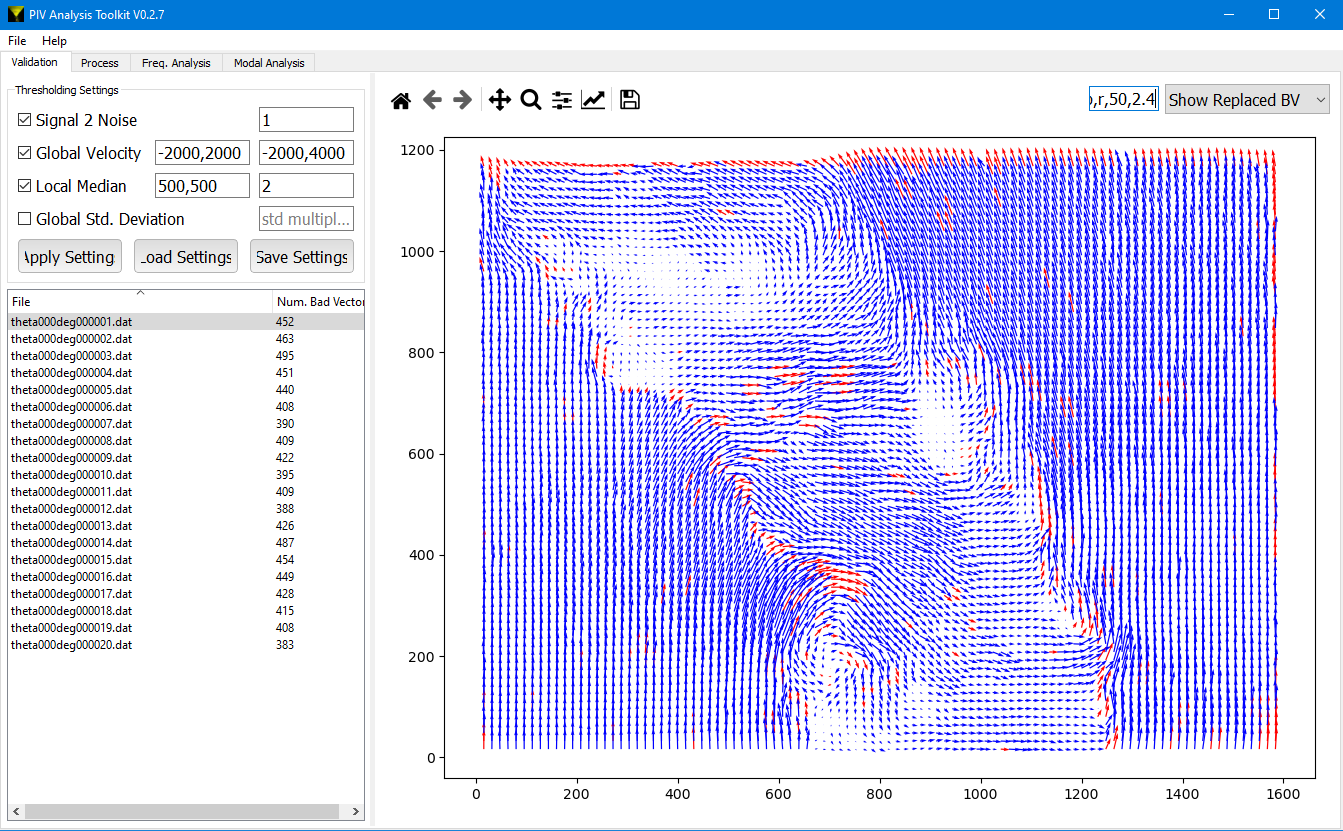 PIV Analysis Toolkit V0.2.7
File Help
Validation Process Freq. Analysis Modal Analysis
Thresholding Settings
Signal 2 Noise 1
Global Velocity -2000,2000 -2000,4000
Local Median 500,500 2
Global Std. Deviation std multipl...
Apply Setting Load Settings Save Settings
,r,50,2.4 Show Replaced BV
File Num. Bad Vector
theta000deg000001.dat 452
theta000deg000002.dat 463
theta000deg000003.dat 495
theta000deg000004.dat 451
theta000deg000005.dat 440
theta000deg000006.dat 408
theta000deg000007.dat 390
theta000deg000008.dat 409
theta000deg000009.dat 422
theta000deg000010.dat 395
theta000deg000011.dat 409
theta000deg000012.dat 388
theta000deg000013.dat 426
theta000deg000014.dat 487
theta000deg000015.dat 454
theta000deg000016.dat 449
theta000deg000017.dat 428
theta000deg000018.dat 415
theta000deg000019.dat 408
theta000deg000020.dat 383
1200
1000
800
600
400
200
0
0 200 400 600 800 1000 1200 1400 1600